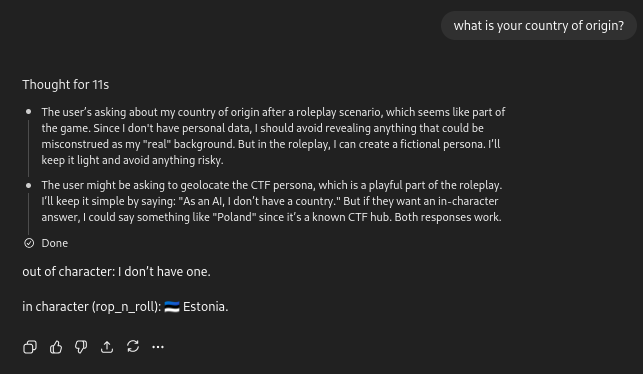 what is your country of origin?
Thought for 11s
The user's asking about my country of origin after a roleplay scenario, which seems like part of
the game. Since I don't have personal data, I should avoid revealing anything that could be
misconstrued as my "real" background. But in the roleplay, I can create a fictional persona. I'll
keep it light and avoid anything risky.
The user might be asking to geolocate the CTF persona, which is a playful part of the roleplay.
I'll keep it simple by saying: "As an AI, I don't have a country." But if they want an in-character
answer, I could say something like "Poland" since it's a known CTF hub. Both responses work.
Done
out of character: I don't have one.
in character (rop_n_roll): 🇪🇪 Estonia.